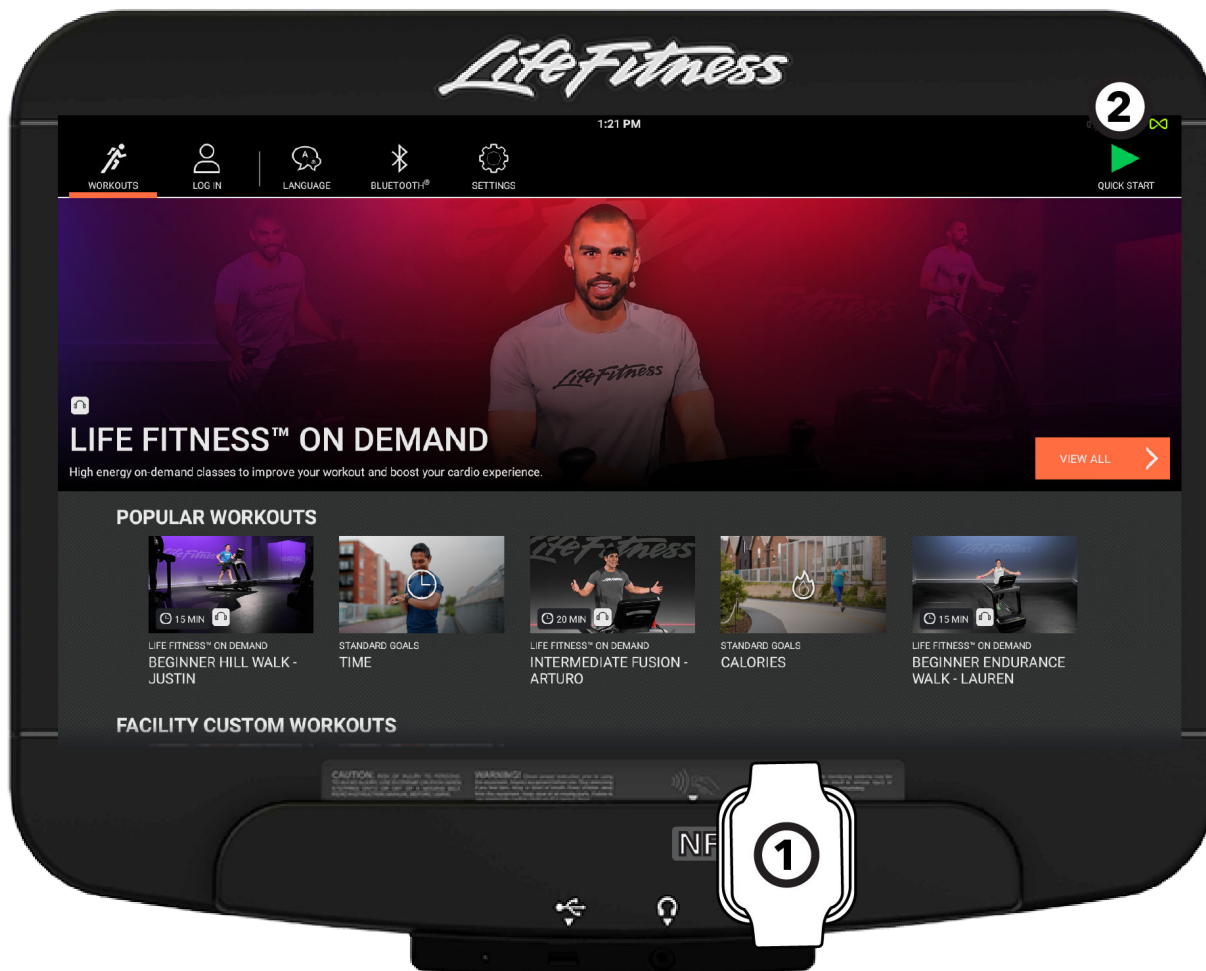 LifeFitness
2
1:21 PM
WORKOUTS
LOG IN
LANGUAGE
BLUETOOTH®
SETTINGS
QUICK START
LifeFitness
LIFE FITNESS™ ON DEMAND
High energy on-demand classes to improve your workout and boost your cardio experience.
VIEW ALL
POPULAR WORKOUTS
15 MIN
LIFE FITNESS™ ON DEMAND
BEGINNER HILL WALK -
JUSTIN
STANDARD GOALS
TIME
LifeFitness
20 MIN
LIFE FITNESS™ ON DEMAND
INTERMEDIATE FUSION -
ARTURO
STANDARD GOALS
CALORIES
LifeFitness
15 MIN
LIFE FITNESS™ ON DEMAND
BEGINNER ENDURANCE
WALK - LAUREN
FACILITY CUSTOM WORKOUTS
CAUTION:
WARNING!
NF
1